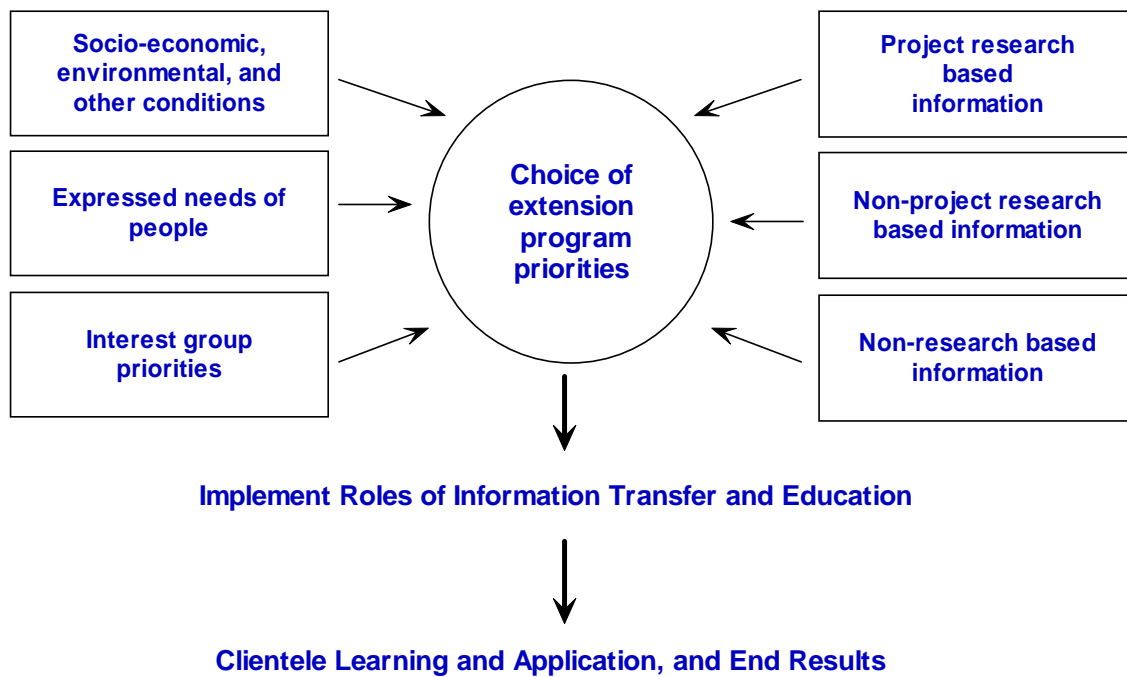 Socio-economic,
environmental, and
other conditions
Expressed needs of
people
Interest group
priorities
Choice of
extension
program
priorities
Project research
based
information
Non-project research
based information
Non-research based
information
Implement Roles of Information Transfer and Education
Clientele Learning and Application, and End Results